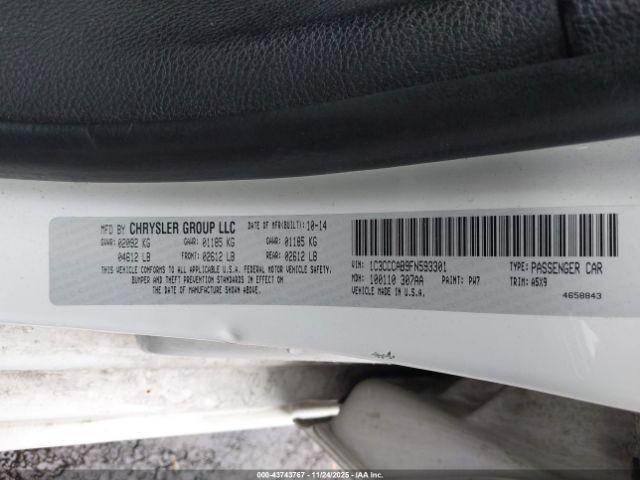 MFD BY CHRYSLER GROUP LLC DATE OF MFR(BUILT): 10-14
GVWR: 02092 KG GAWR: 01185 KG GAWR: 01185 KG
04612 LB FRONT: 02612 LB REAR: 02612 LB
THIS VEHICLE CONFORMS TO ALL APPLICABLE U.S.A. FEDERAL MOTOR VEHICLE SAFETY,
BUMPER AND THEFT PREVENTION STANDARDS IN EFFECT ON
THE DATE OF MANUFACTURE SHOWN ABOVE.
VIN: 1C3CCCAB9FN593301 TYPE: PASSENGER CAR
MDH: 100110 307AA PAINT: PW7 TRIM: A5X9
VEHICLE MADE IN U.S.A.
4658843
000-43743767 | 11/24/2025 - IAAI.COM